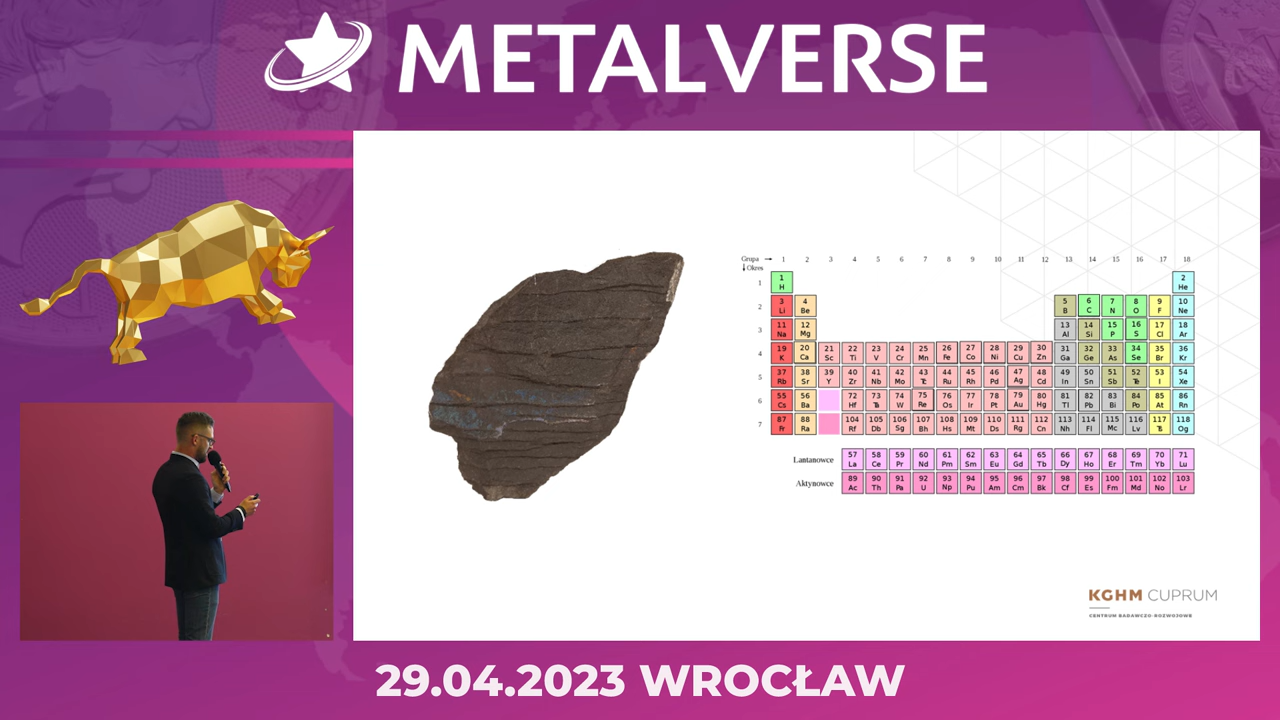 METALVERSE
Grupa → 1 2 3 4 5 6 7 8 9 10 11 12 13 14 15 16 17 18
↓ Okres
1 1 H 2 He
2 3 Li 4 Be 5 B 6 C 7 N 8 O 9 F 10 Ne
3 11 Na 12 Mg 13 Al 14 Si 15 P 16 S 17 Cl 18 Ar
4 19 K 20 Ca 21 Sc 22 Ti 23 V 24 Cr 25 Mn 26 Fe 27 Co 28 Ni 29 Cu 30 Zn 31 Ga 32 Ge 33 As 34 Se 35 Br 36 Kr
5 37 Rb 38 Sr 39 Y 40 Zr 41 Nb 42 Mo 43 Tc 44 Ru 45 Rh 46 Pd 47 Ag 48 Cd 49 In 50 Sn 51 Sb 52 Te 53 I 54 Xe
6 55 Cs 56 Ba 72 Hf 73 Ta 74 W 75 Re 76 Os 77 Ir 78 Pt 79 Au 80 Hg 81 Tl 82 Pb 83 Bi 84 Po 85 At 86 Rn
7 87 Fr 88 Ra 104 Rf 105 Db 106 Sg 107 Bh 108 Hs 109 Mt 110 Ds 111 Rg 112 Cn 113 Nh 114 Fl 115 Mc 116 Lv 117 Ts 118 Og
Lantanowce 57 La 58 Ce 59 Pr 60 Nd 61 Pm 62 Sm 63 Eu 64 Gd 65 Tb 66 Dy 67 Ho 68 Er 69 Tm 70 Yb 71 Lu
Aktynowce 89 Ac 90 Th 91 Pa 92 U 93 Np 94 Pu 95 Am 96 Cm 97 Bk 98 Cf 99 Es 100 Fm 101 Md 102 No 103 Lr
KGHM CUPRUM
CENTRUM BADAWCZO-ROZWOJOWE
29.04.2023 WROCŁAW